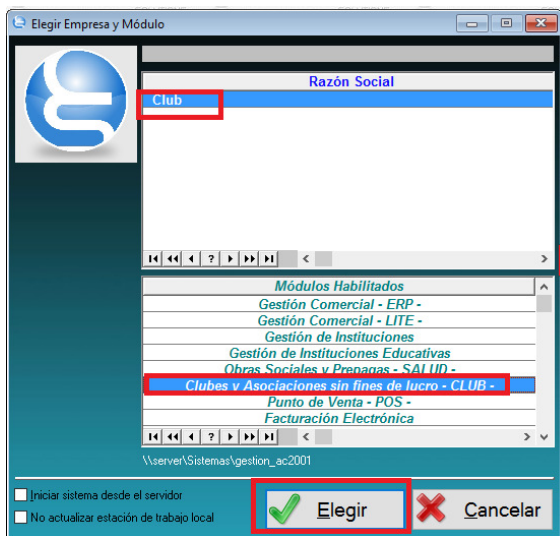 Elegir Empresa y Módulo
Razón Social
Club
Módulos Habilitados
Gestión Comercial - ERP -
Gestión Comercial - LITE -
Gestión de Instituciones
Gestión de Instituciones Educativas
Obras Sociales y Prepagas - SALUD -
Clubes y Asociaciones sin fines de lucro - CLUB -
Punto de Venta - POS -
Facturación Electrónica
\\server\Sistemas\gestion_ac2001
Iniciar sistema desde el servidor
No actualizar estación de trabajo local
Elegir
Cancelar